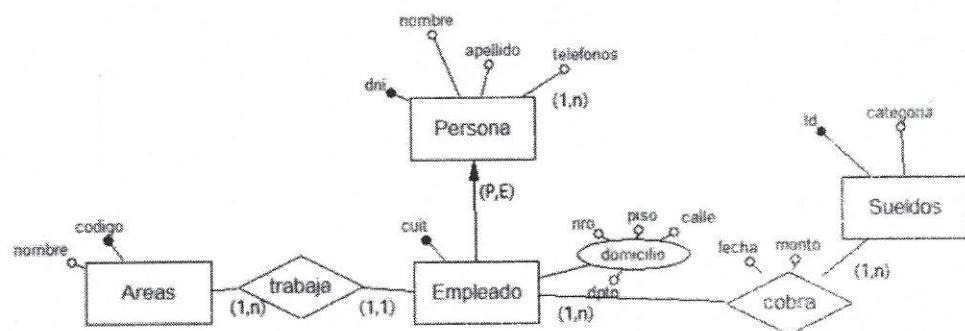 nombre
apellido
telefonos
dni
(1,n)
Persona
Id
categoria
(P,E)
Sueldos
codigo
cuit
nro
piso
calle
nombre
domicilio
fecha
monto
Areas
trabaja
Empleado
dpto
(1,n)
(1,n)
(1,1)
(1,n)
cobra